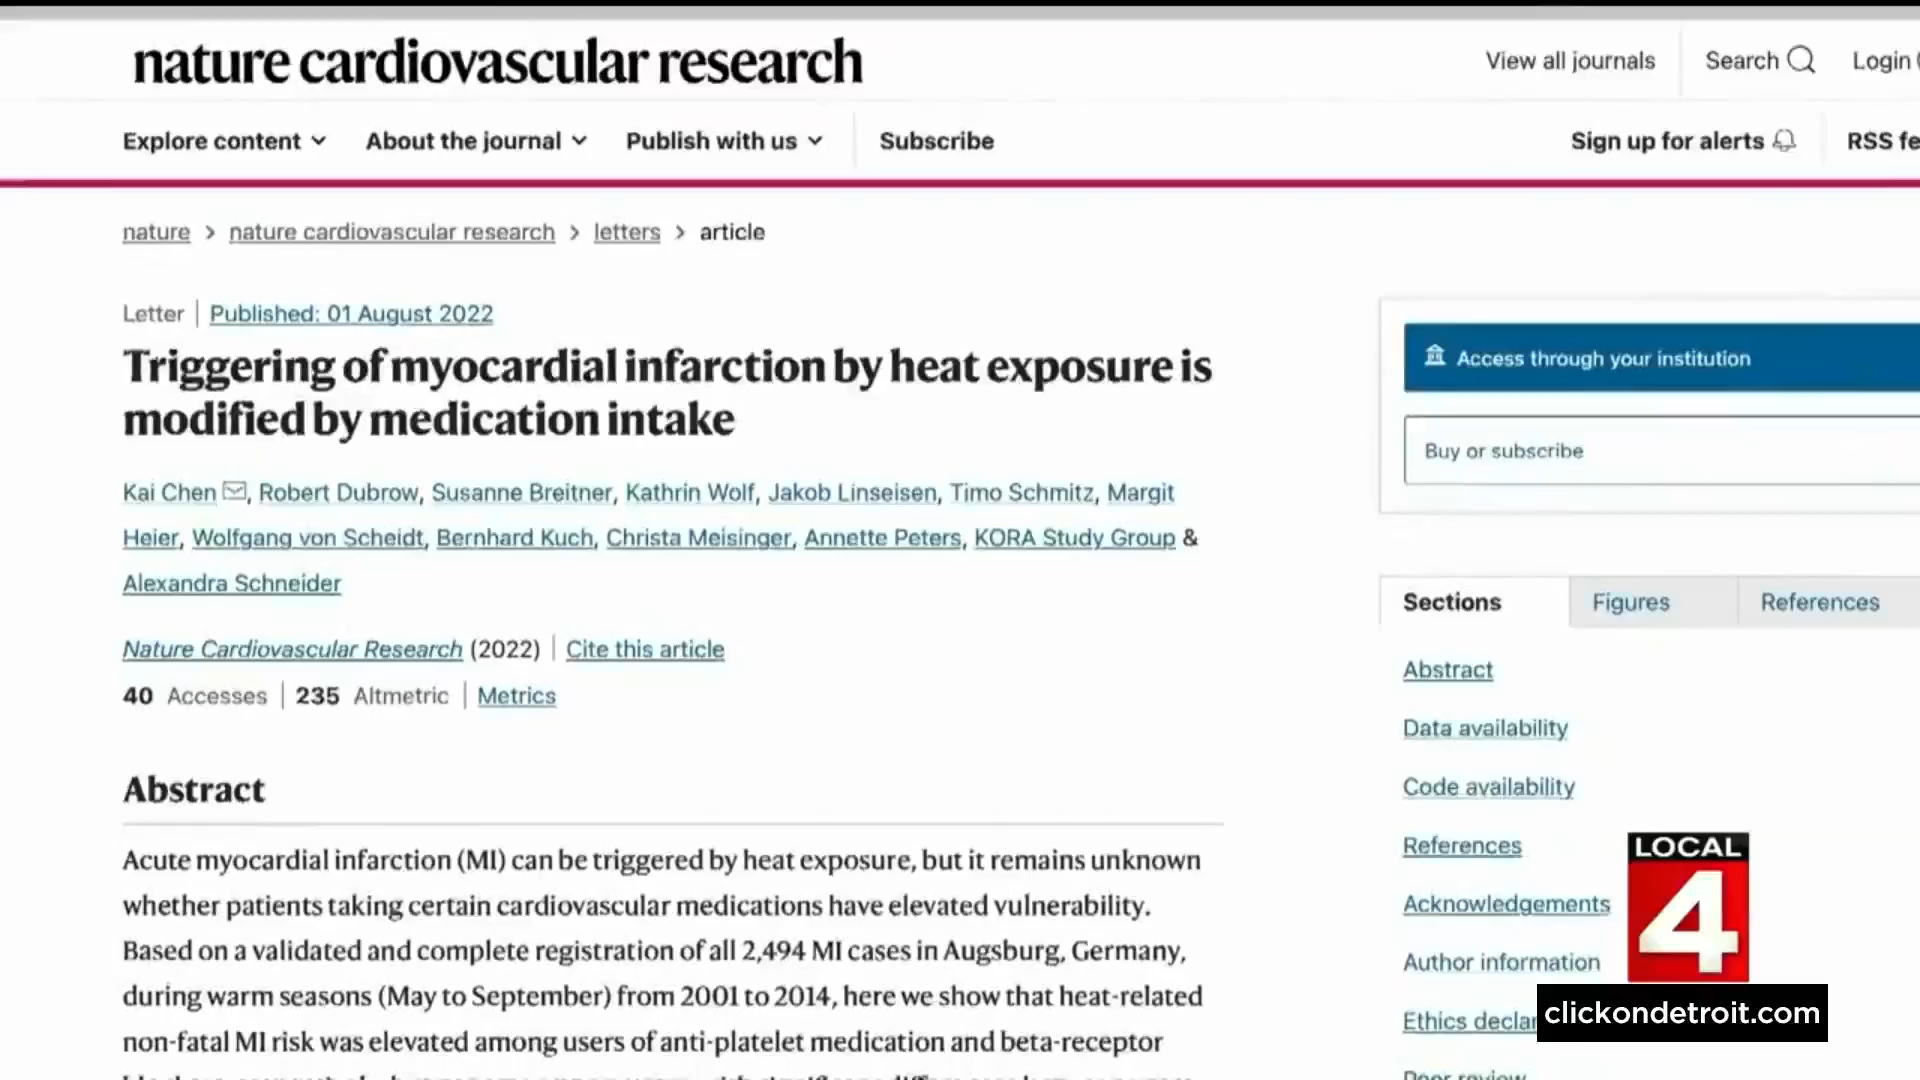 nature cardiovascular research
View all journals
Search
Login
Explore content
About the journal
Publish with us
Subscribe
Sign up for alerts
RSS
nature > nature cardiovascular research > letters > article
Letter | Published: 01 August 2022
Triggering of myocardial infarction by heat exposure is
modified by medication intake
Kai Chen, Robert Dubrow, Susanne Breitner, Kathrin Wolf, Jakob Linseisen, Timo Schmitz, Margit
Heier, Wolfgang von Scheidt, Bernhard Kuch, Christa Meisinger, Annette Peters, KORA Study Group &
Alexandra Schneider
Nature Cardiovascular Research (2022) | Cite this article
40 Accesses | 235 Altmetric | Metrics
Abstract
Acute myocardial infarction (MI) can be triggered by heat exposure, but it remains unknown
whether patients taking certain cardiovascular medications have elevated vulnerability.
Based on a validated and complete registration of all 2,494 MI cases in Augsburg, Germany,
during warm seasons (May to September) from 2001 to 2014, here we show that heat-related
non-fatal MI risk was elevated among users of anti-platelet medication and beta-receptor
Access through your institution
Buy or subscribe
Sections
Figures
References
Abstract
Data availability
Code availability
References
Acknowledgements
Author information
Ethics
LOCAL
4
clickondetroit.com